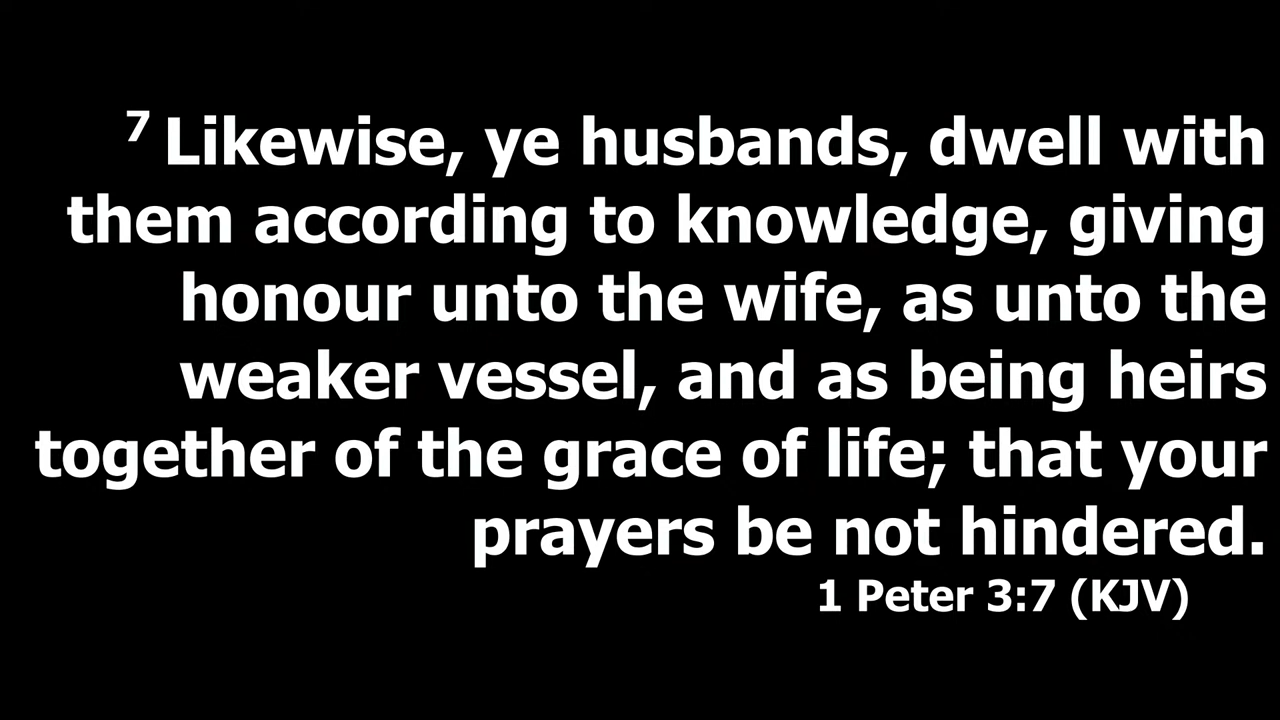 7 Likewise, ye husbands, dwell with
them according to knowledge, giving
honour unto the wife, as unto the
weaker vessel, and as being heirs
together of the grace of life; that your
prayers be not hindered.
1 Peter 3:7 (KJV)